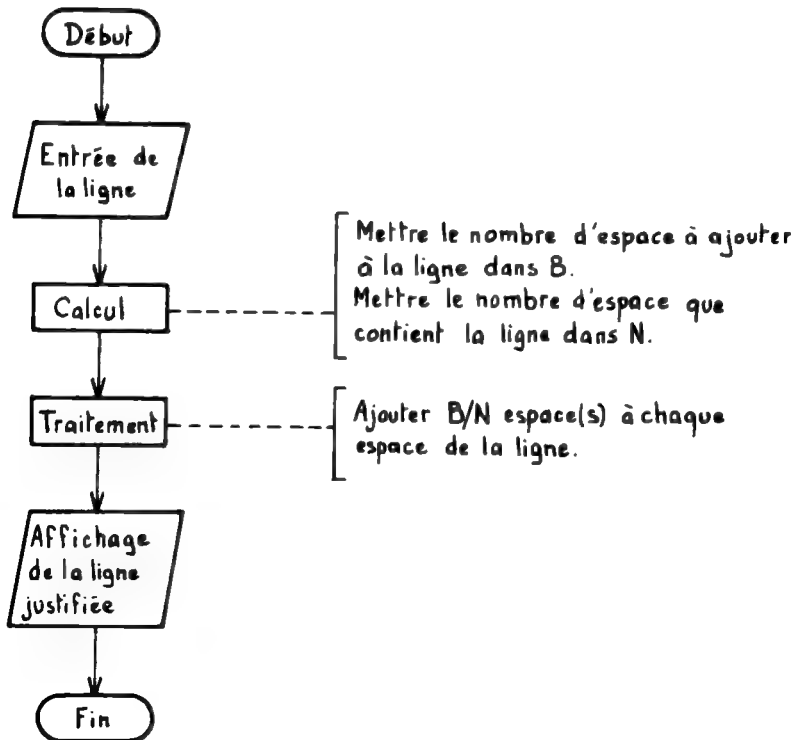 Début
Entrée de
la ligne
Calcul
Mettre le nombre d'espace à ajouter
à la ligne dans B.
Mettre le nombre d'espace que
contient la ligne dans N.
Traitement
Ajouter B/N espace(s) à chaque
espace de la ligne.
Affichage
de la ligne
justifiée
Fin